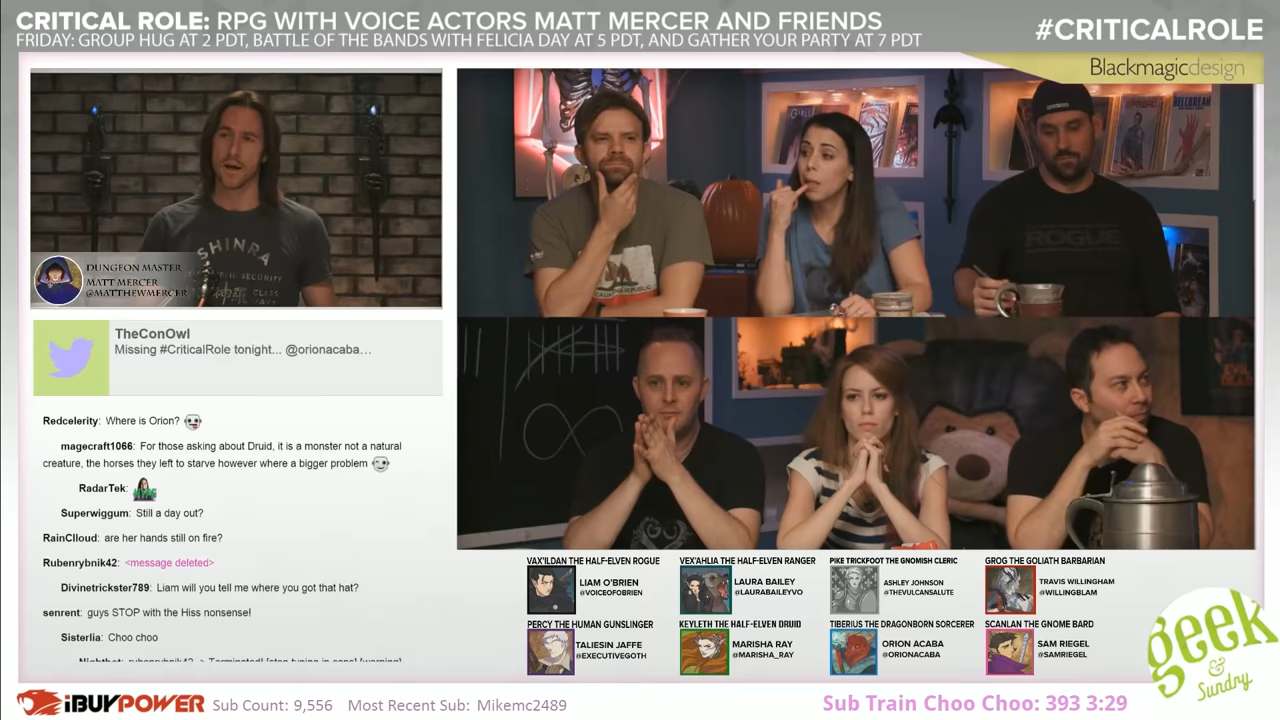 CRITICAL ROLE: RPG WITH VOICE ACTORS MATT MERCER AND FRIENDS
FRIDAY: GROUP HUG AT 2 PDT, BATTLE OF THE BANDS WITH FELICIA DAY AT 5 PDT, AND GATHER YOUR PARTY AT 7 PDT
#CRITICALROLE
Blackmagicdesign
SHINRA
DUNGEON MASTER
MATT MERCER
@MATTHEWMERCER
ROGUE
TheConOwl
Missing #CriticalRole tonight... @orionacaba…
Redcelerity: Where is Orion?
magecraft1066: For those asking about Druid, it is a monster not a natural
creature, the horses they left to starve however where a bigger problem
RadarTek:
Superwiggum: Still a day out?
RainClloud: are her hands still on fire?
Rubenrybnik42: <message deleted>
Divinetrickster789: Liam will you tell me where you got that hat?
senrent: guys STOP with the Hiss nonsense!
Sisterlia: Choo choo
VAX'ILDAN THE HALF-ELVEN ROGUE
LIAM O'BRIEN
@VOICEOFOBRIEN
VEX'AHLIA THE HALF-ELVEN RANGER
LAURA BAILEY
@LAURABAILEYVO
PIKE TRICKFOOT THE GNOMISH CLERIC
ASHLEY JOHNSON
@THEVULCANSALUTE
GROG THE GOLIATH BARBARIAN
TRAVIS WILLINGHAM
@WILLINGBLAM
PERCY THE HUMAN GUNSLINGER
TALIESIN JAFFE
@EXECUTIVEGOTH
KEYLETH THE HALF-ELVEN DRUID
MARISHA RAY
@MARISHA_RAY
TIBERIUS THE DRAGONBORN SORCERER
ORION ACABA
@ORIONACABA
SCANLAN THE GNOME BARD
SAM RIEGEL
@SAMRIEGEL
geek
&
Sundry
iBUYPOWER
Sub Count: 9,556 Most Recent Sub: Mikemc2489
Sub Train Choo Choo: 393 3:29